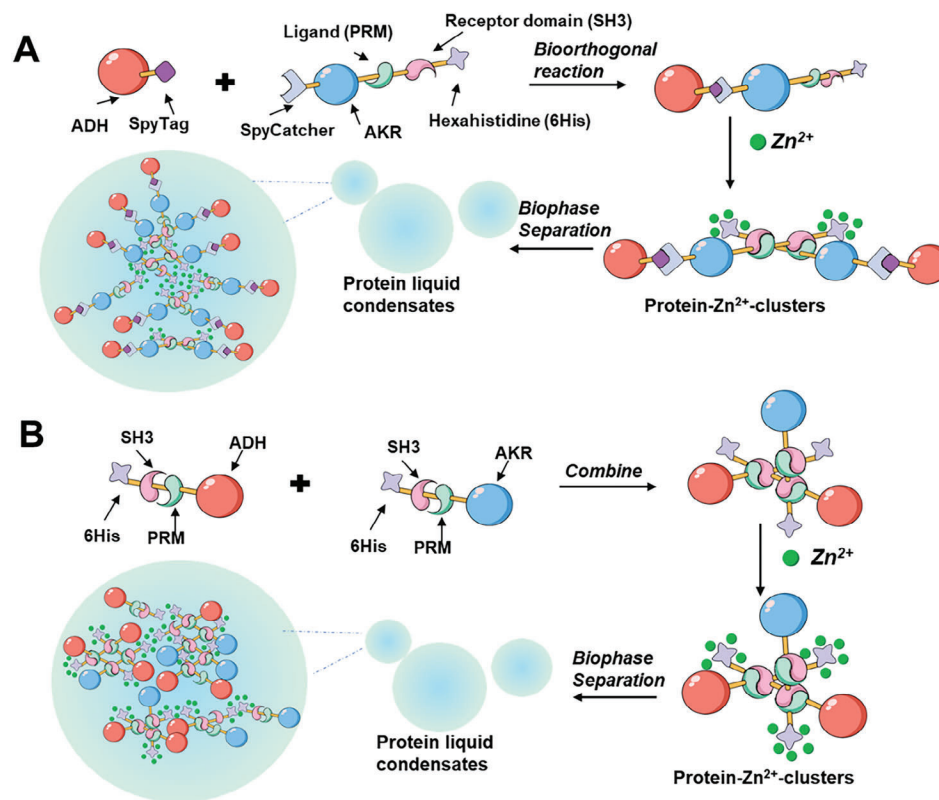 A
Ligand (PRM)
Receptor domain (SH3)
Bioorthogonal
reaction
ADH
SpyTag
SpyCatcher
AKR
Hexahistidine (6His)
Zn²⁺
Biophase
Separation
Protein liquid
condensates
Protein-Zn²⁺-clusters
B
SH3
ADH
6His
PRM
SH3
AKR
6His
PRM
Combine
Zn²⁺
Biophase
Separation
Protein liquid
condensates
Protein-Zn²⁺-clusters